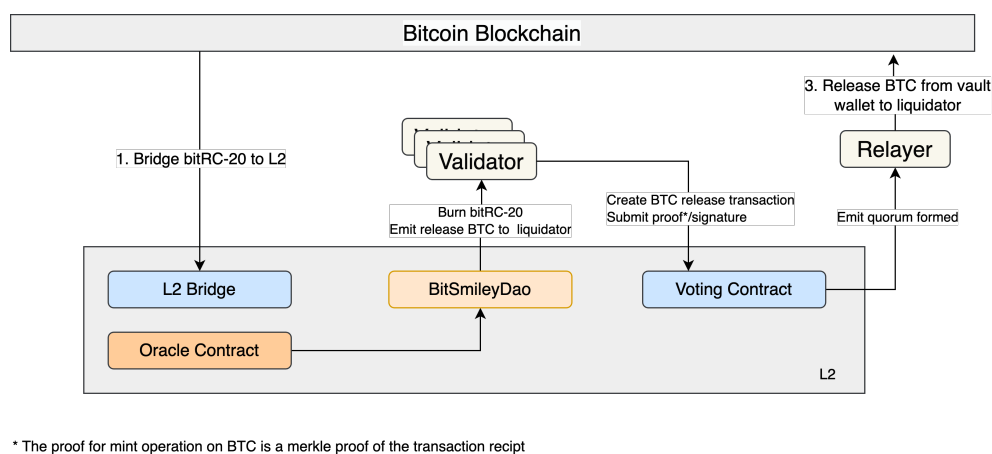 Bitcoin Blockchain
3. Release BTC from vault
wallet to liquidator
1. Bridge bitRC-20 to L2
Validator
Relayer
Burn bitRC-20
Emit release BTC to liquidator
Create BTC release transaction
Submit proof*/signature
Emit quorum formed
L2 Bridge
BitSmileyDao
Voting Contract
Oracle Contract
L2
* The proof for mint operation on BTC is a merkle proof of the transaction recipt